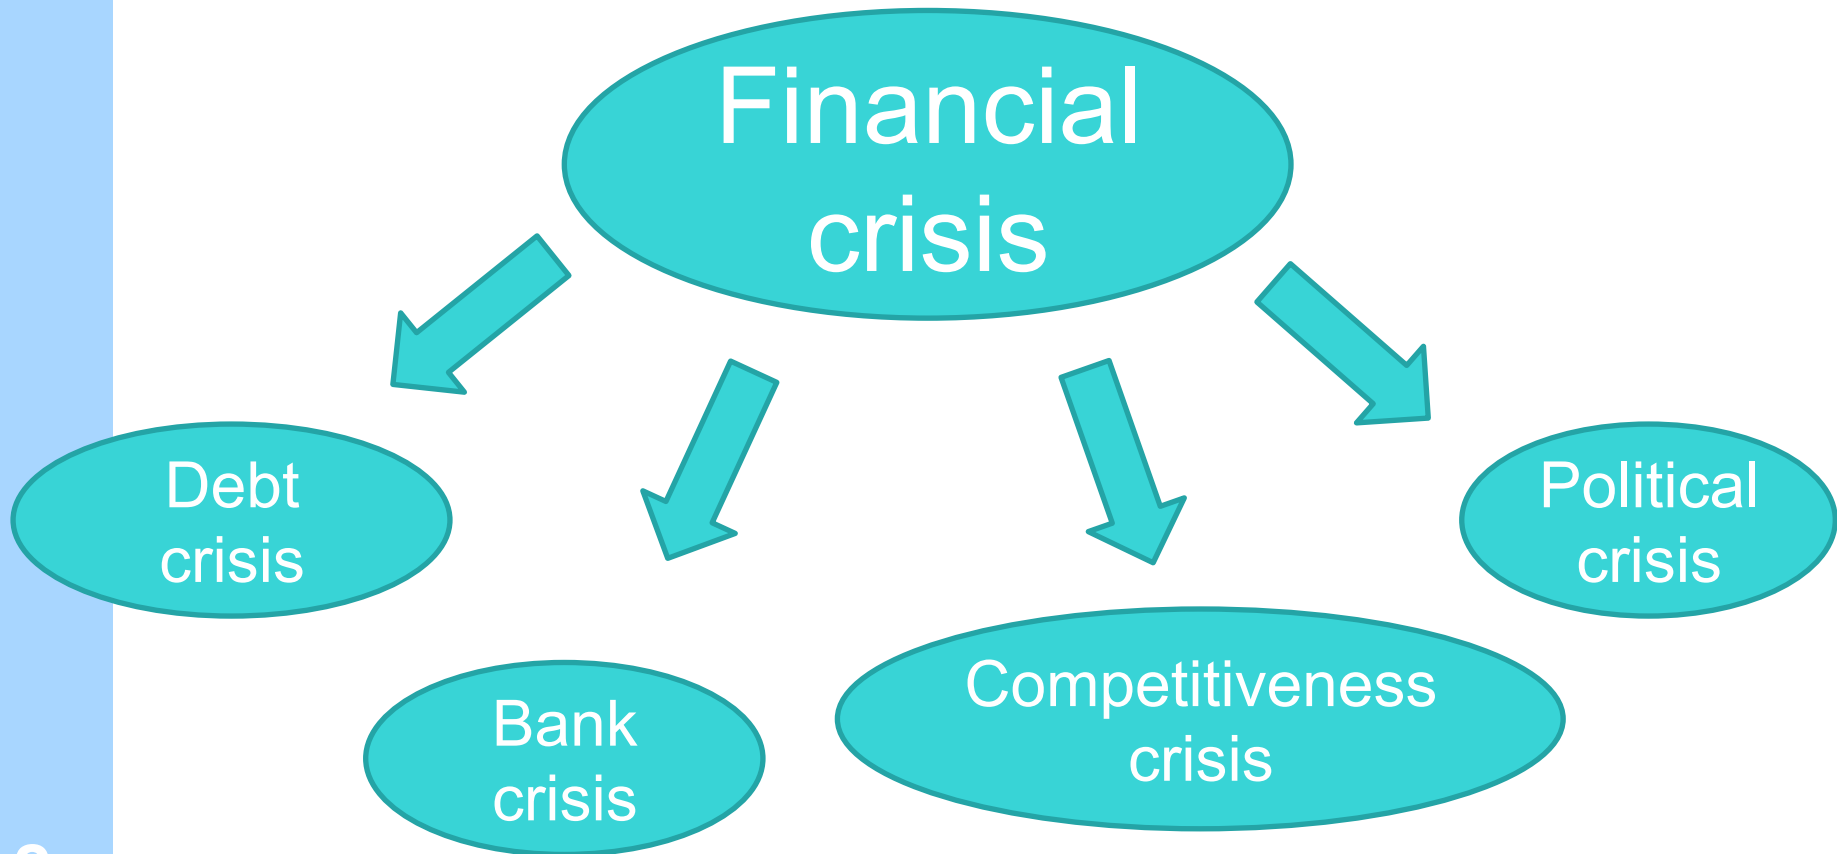 Financial
crisis
Debt
crisis
Political
crisis
Competitiveness
crisis
Bank
crisis